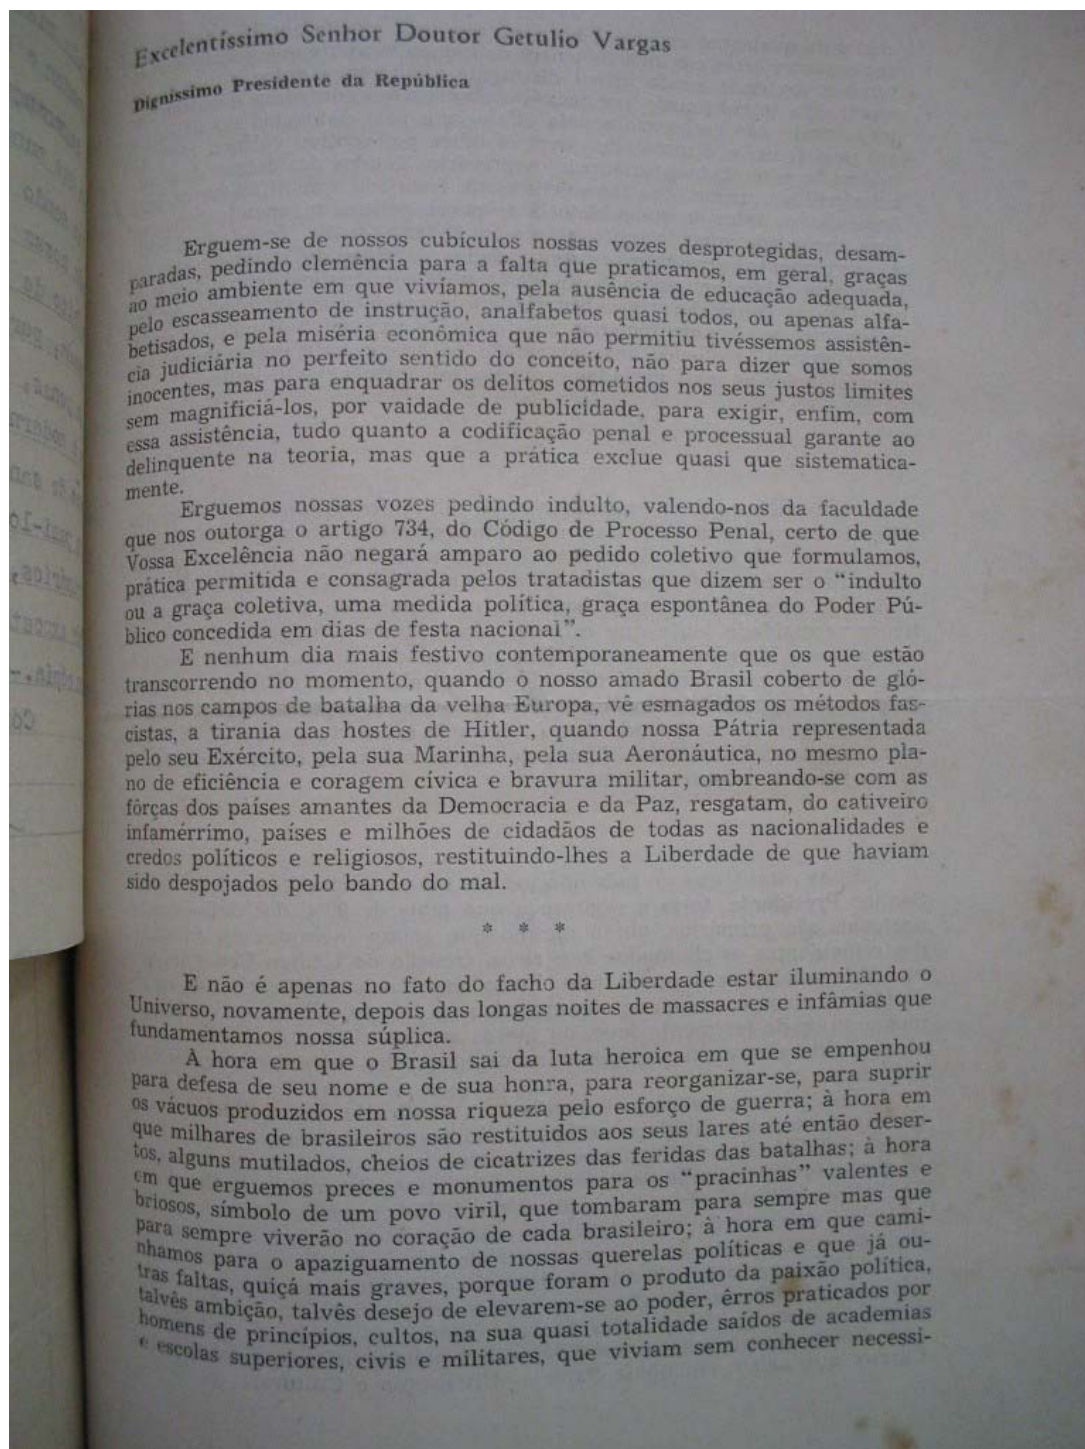 Excelentíssimo Senhor Doutor Getulio Vargas
Digníssimo Presidente da República
Erguem-se de nossos cubículos nossas vozes desprotegidas, desam-
paradas, pedindo clemência para a falta que praticamos, em geral, graças
ao meio ambiente em que vivíamos, pela ausência de educação adequada,
pelo escasseamento de instrução, analfabetos quasi todos, ou apenas alfa-
betisados, e pela miséria econômica que não permitiu tivéssemos assistên-
cia judiciária no perfeito sentido do conceito, não para dizer que somos
inocentes, mas para enquadrar os delitos cometidos nos seus justos limites
sem magnificiá-los, por vaidade de publicidade, para exigir, enfim, com
essa assistência, tudo quanto a codificação penal e processual garante ao
delinquente na teoria, mas que a prática exclue quasi que sistematica-
mente.
Erguemos nossas vozes pedindo indulto, valendo-nos da faculdade
que nos outorga o artigo 734, do Código de Processo Penal, certo de que
Vossa Excelência não negará amparo ao pedido coletivo que formulamos,
prática permitida e consagrada pelos tratadistas que dizem ser o "indulto
ou a graça coletiva, uma medida política, graça espontânea do Poder Pú-
blico concedida em dias de festa nacional".
E nenhum dia mais festivo contemporaneamente que os que estão
transcorrendo no momento, quando o nosso amado Brasil coberto de gló-
rias nos campos de batalha da velha Europa, vê esmagados os métodos fas-
cistas, a tirania das hostes de Hitler, quando nossa Pátria representada
pelo seu Exército, pela sua Marinha, pela sua Aeronáutica, no mesmo pla-
no de eficiência e coragem cívica e bravura militar, ombreando-se com as
fôrças dos países amantes da Democracia e da Paz, resgatam, do cativeiro
infamérrimo, países e milhões de cidadãos de todas as nacionalidades e
credos políticos e religiosos, restituindo-lhes a Liberdade de que haviam
sido despojados pelo bando do mal.
* * *
E não é apenas no fato do facho da Liberdade estar iluminando o
Universo, novamente, depois das longas noites de massacres e infâmias que
fundamentamos nossa súplica.
À hora em que o Brasil sai da luta heroica em que se empenhou
para defesa de seu nome e de sua honra, para reorganizar-se, para suprir
os vácuos produzidos em nossa riqueza pelo esforço de guerra; à hora em
que milhares de brasileiros são restituidos aos seus lares até então deser-
tos, alguns mutilados, cheios de cicatrizes das feridas das batalhas; à hora
em que erguemos preces e monumentos para os "pracinhas" valentes e
briosos, símbolo de um povo viril, que tombaram para sempre mas que
para sempre viverão no coração de cada brasileiro; à hora em que cami-
nhamos para o apaziguamento de nossas querelas políticas e que já ou-
tras faltas, quiçá mais graves, porque foram o produto da paixão política,
talvês ambição, talvês desejo de elevarem-se ao poder, êrros praticados por
homens de princípios, cultos, na sua quasi totalidade saídos de academias
e escolas superiores, civis e militares, que viviam sem conhecer necessi-